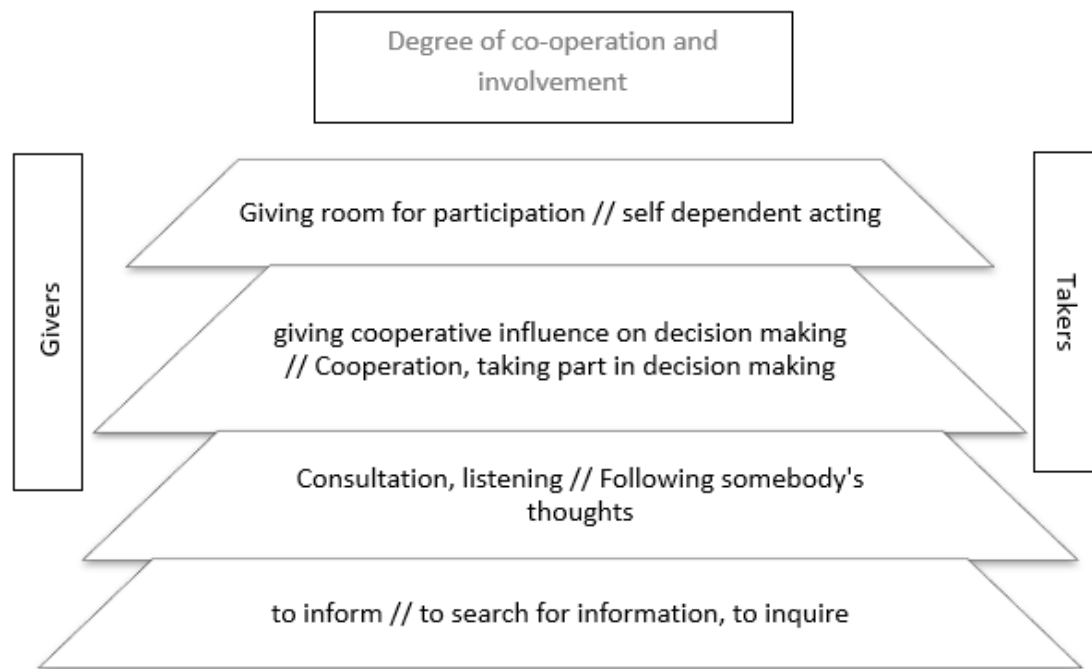 Degree of co-operation and
involvement
Givers
Takers
Giving room for participation // self dependent acting
giving cooperative influence on decision making
// Cooperation, taking part in decision making
Consultation, listening // Following somebody's
thoughts
to inform // to search for information, to inquire